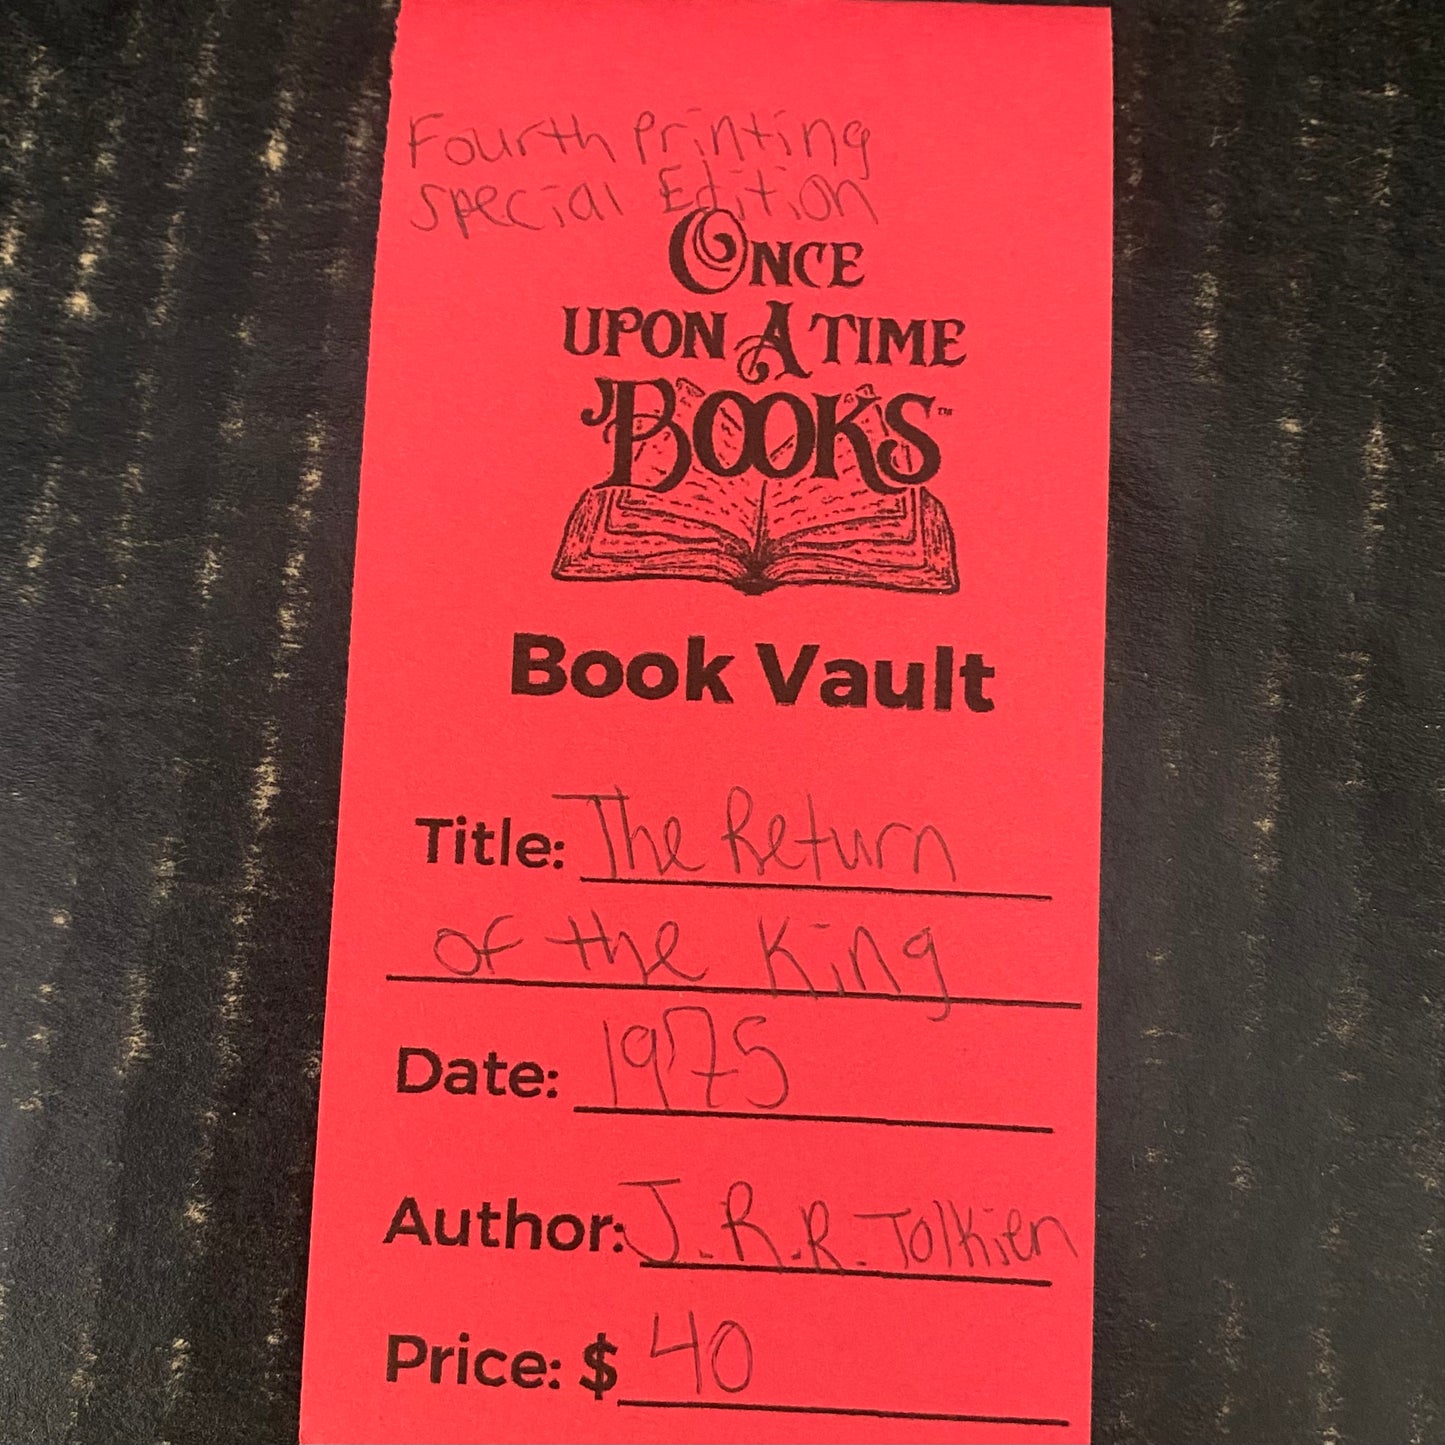 Fourth Printing
Special Edition
ONCE
UPON A TIME
BOOKS™
Book Vault
Title: The Return
of the King
Date: 1975
Author: J.R.R. Tolkien
Price: $ 40